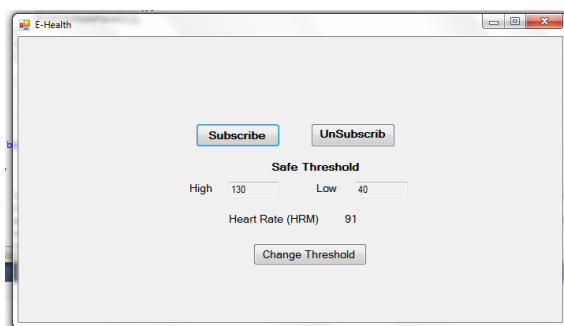 E-Health
Subscribe UnSubscrib
Safe Threshold
High 130 Low 40
Heart Rate (HRM) 91
Change Threshold